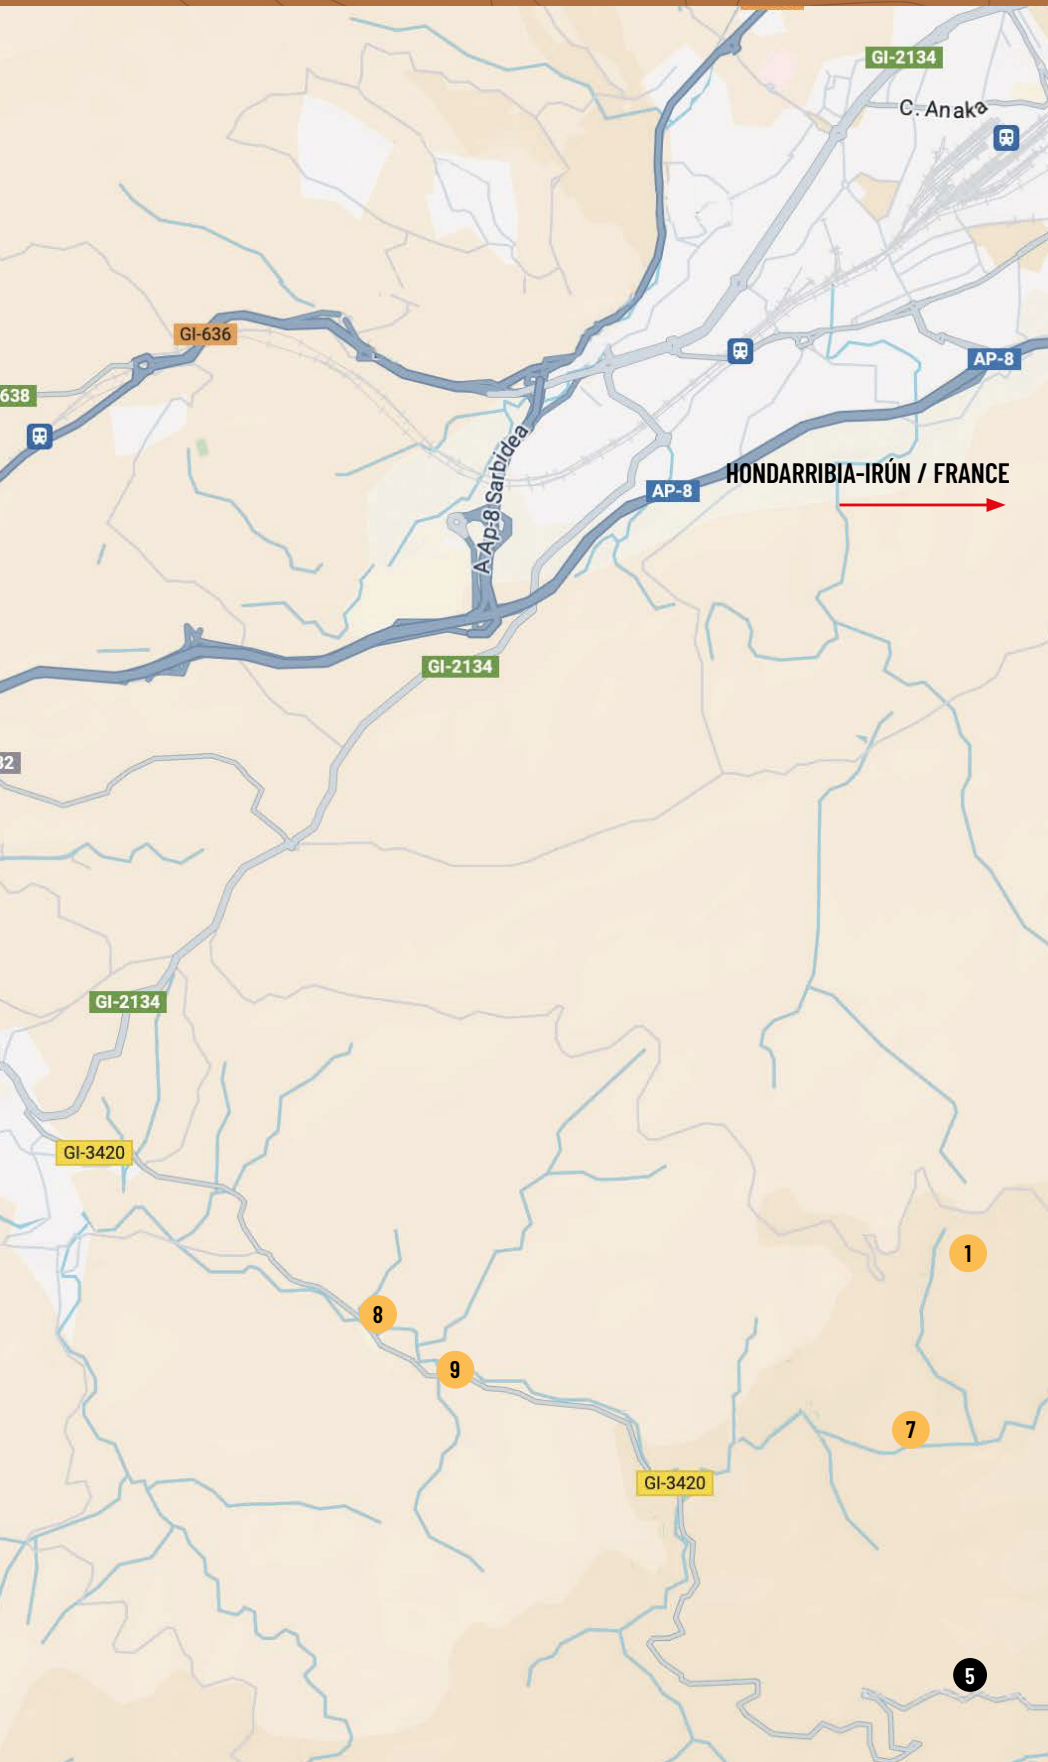 GI-2134
C. Anaka
GI-636
AP-8
638
A Ap-8 Sarbidea
HONDARRIBIA-IRÚN / FRANCE
AP-8
GI-2134
32
GI-2134
GI-3420
1
8
9
7
GI-3420
5